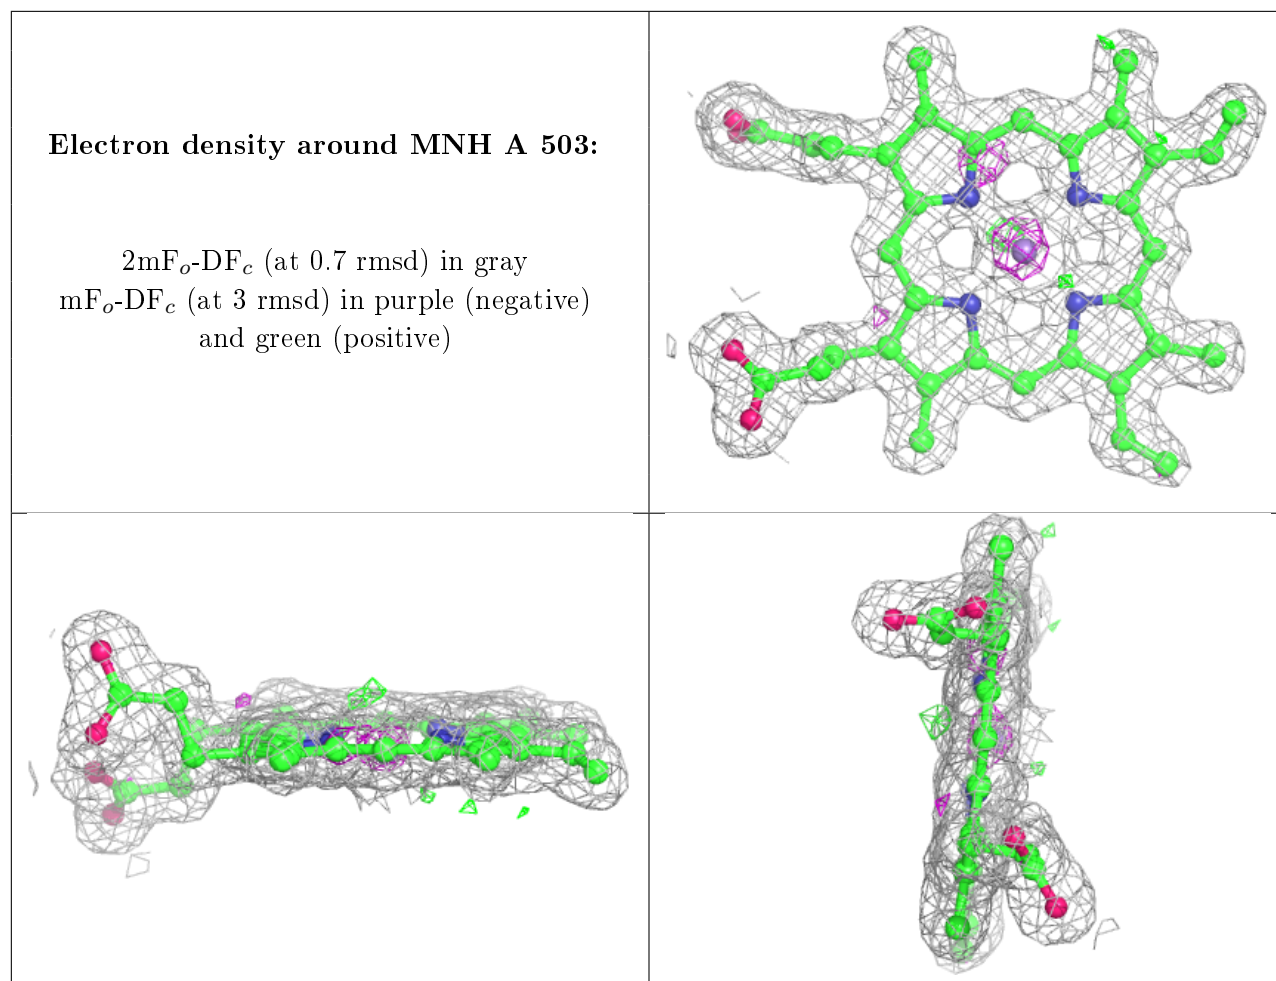 Electron density around MNH A 503:
2mFo-DFc (at 0.7 rmsd) in gray
mFo-DFc (at 3 rmsd) in purple (negative)
and green (positive)